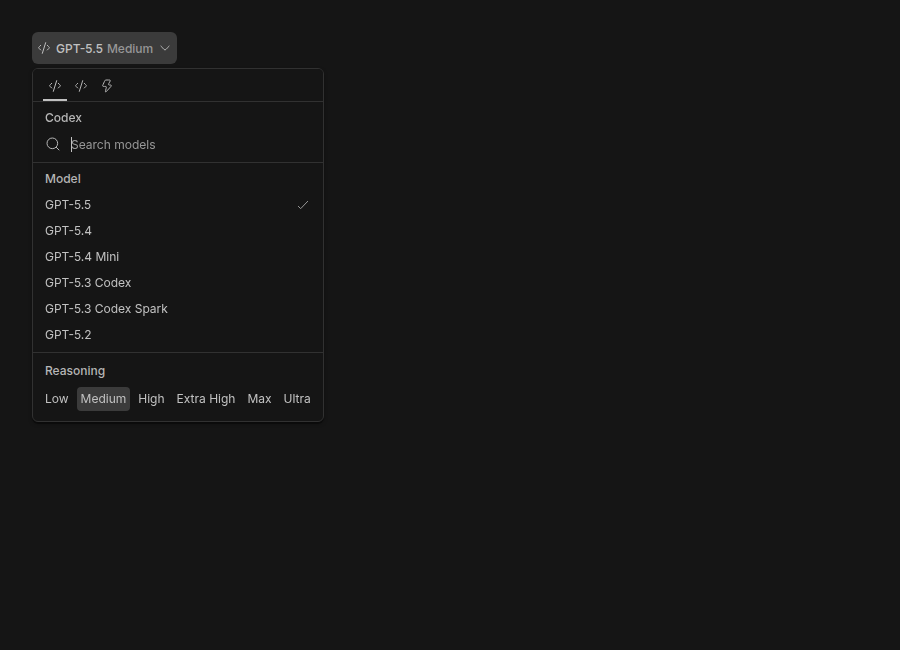 GPT-5.5 Medium
Codex
Search models
Model
GPT-5.5
GPT-5.4
GPT-5.4 Mini
GPT-5.3 Codex
GPT-5.3 Codex Spark
GPT-5.2
Reasoning
Low Medium High Extra High Max Ultra